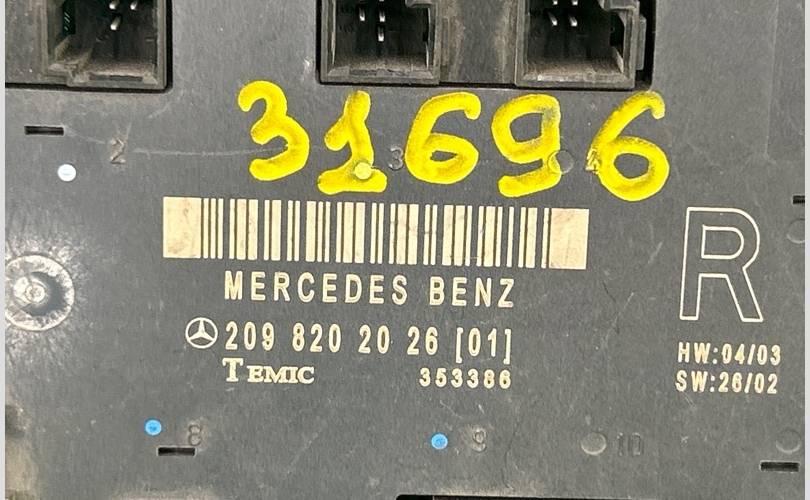 31696
2 3 4
MERCEDES BENZ
R
209 820 20 26 [01]
HW:04/03
TEMIC 353386
SW:26/02
8 9 10